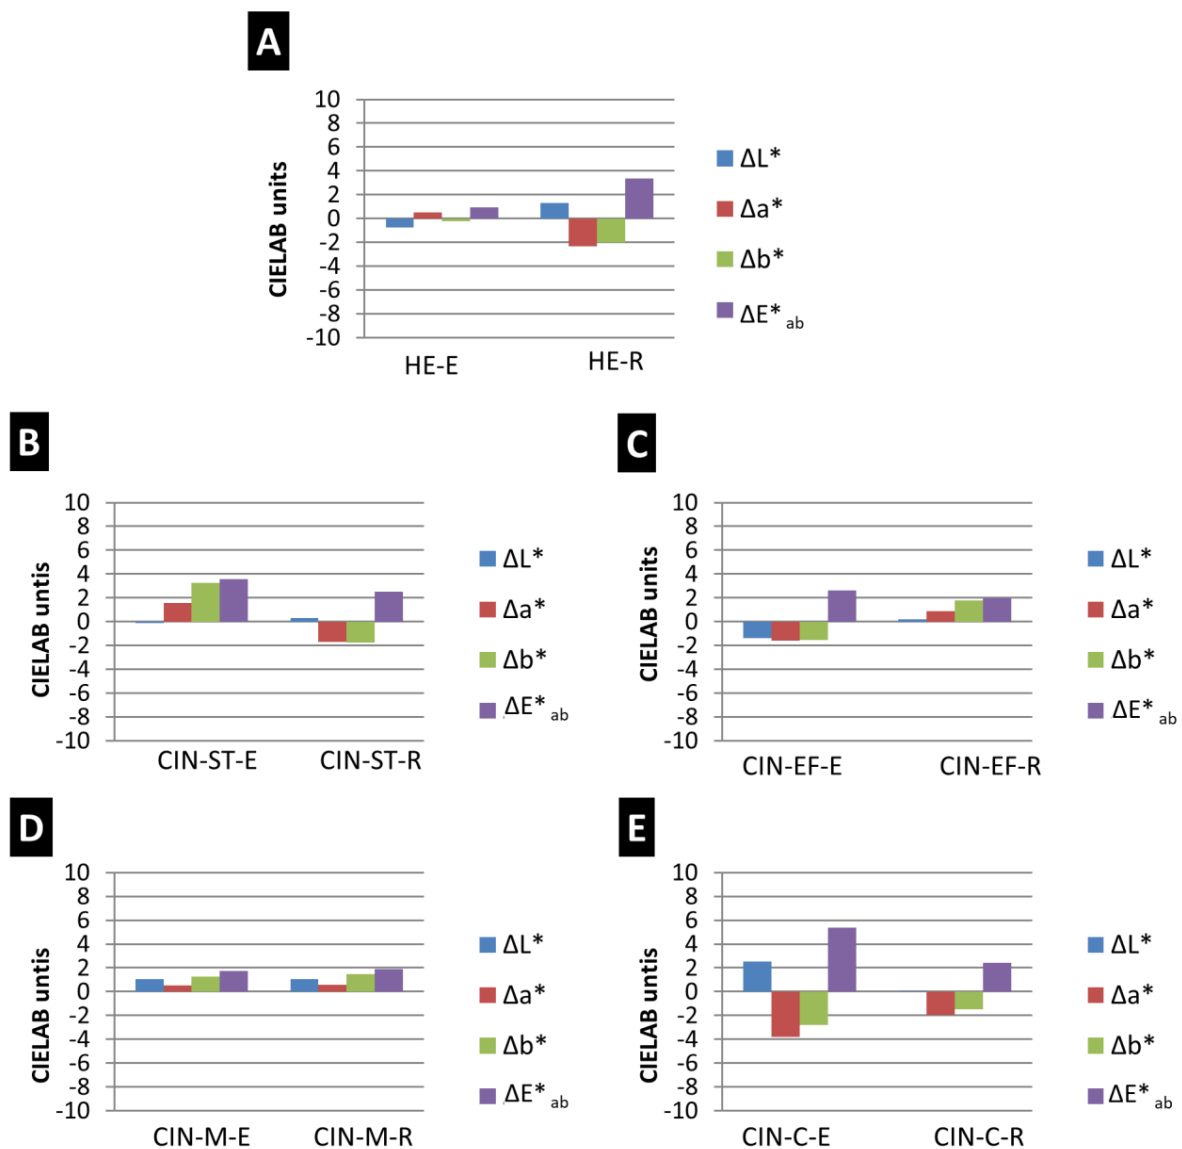 A
10
8
6
4
2
0
-2
-4
-6
-8
-10
CIELAB units
HE-E HE-R
ΔL*
Δa*
Δb*
ΔE* ab
B
10
8
6
4
2
0
-2
-4
-6
-8
-10
CIELAB untis
CIN-ST-E CIN-ST-R
ΔL*
Δa*
Δb*
ΔE* ab
C
10
8
6
4
2
0
-2
-4
-6
-8
-10
CIELAB units
CIN-EF-E CIN-EF-R
ΔL*
Δa*
Δb*
ΔE* ab
D
10
8
6
4
2
0
-2
-4
-6
-8
-10
CIELAB untis
CIN-M-E CIN-M-R
ΔL*
Δa*
Δb*
ΔE* ab
E
10
8
6
4
2
0
-2
-4
-6
-8
-10
CIELAB untis
CIN-C-E CIN-C-R
ΔL*
Δa*
Δb*
ΔE* ab